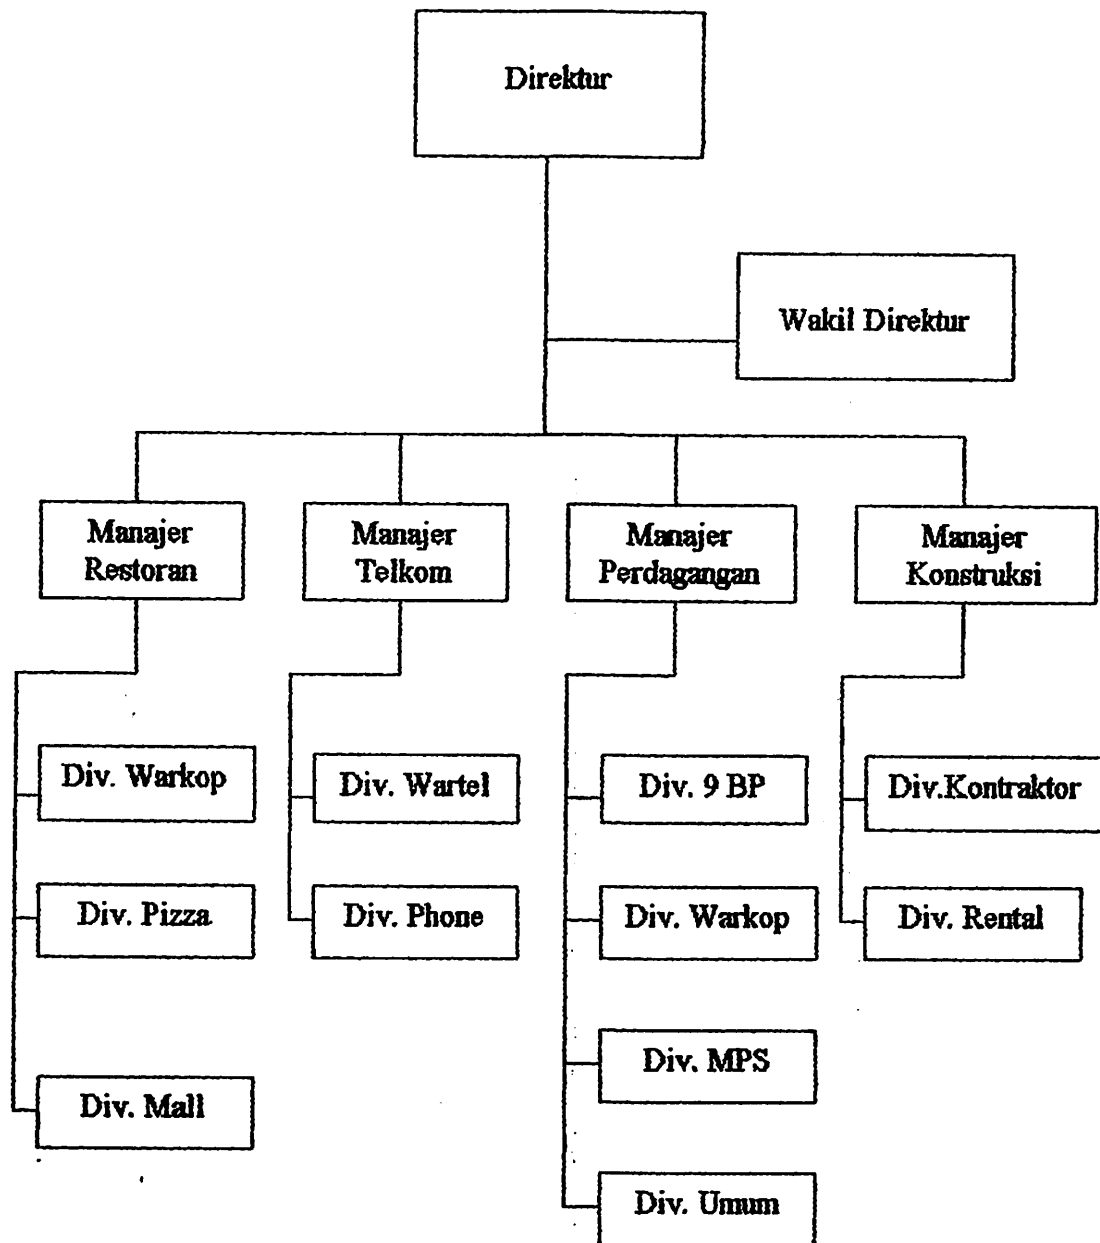 Direktur
Wakil Direktur
Manajer
Restoran
Manajer
Telkom
Manajer
Perdagangan
Manajer
Konstruksi
Div. Warkop
Div. Wartel
Div. 9 BP
Div.Kontraktor
Div. Pizza
Div. Phone
Div. Warkop
Div. Rental
Div. MPS
Div. Mall
Div. Umum